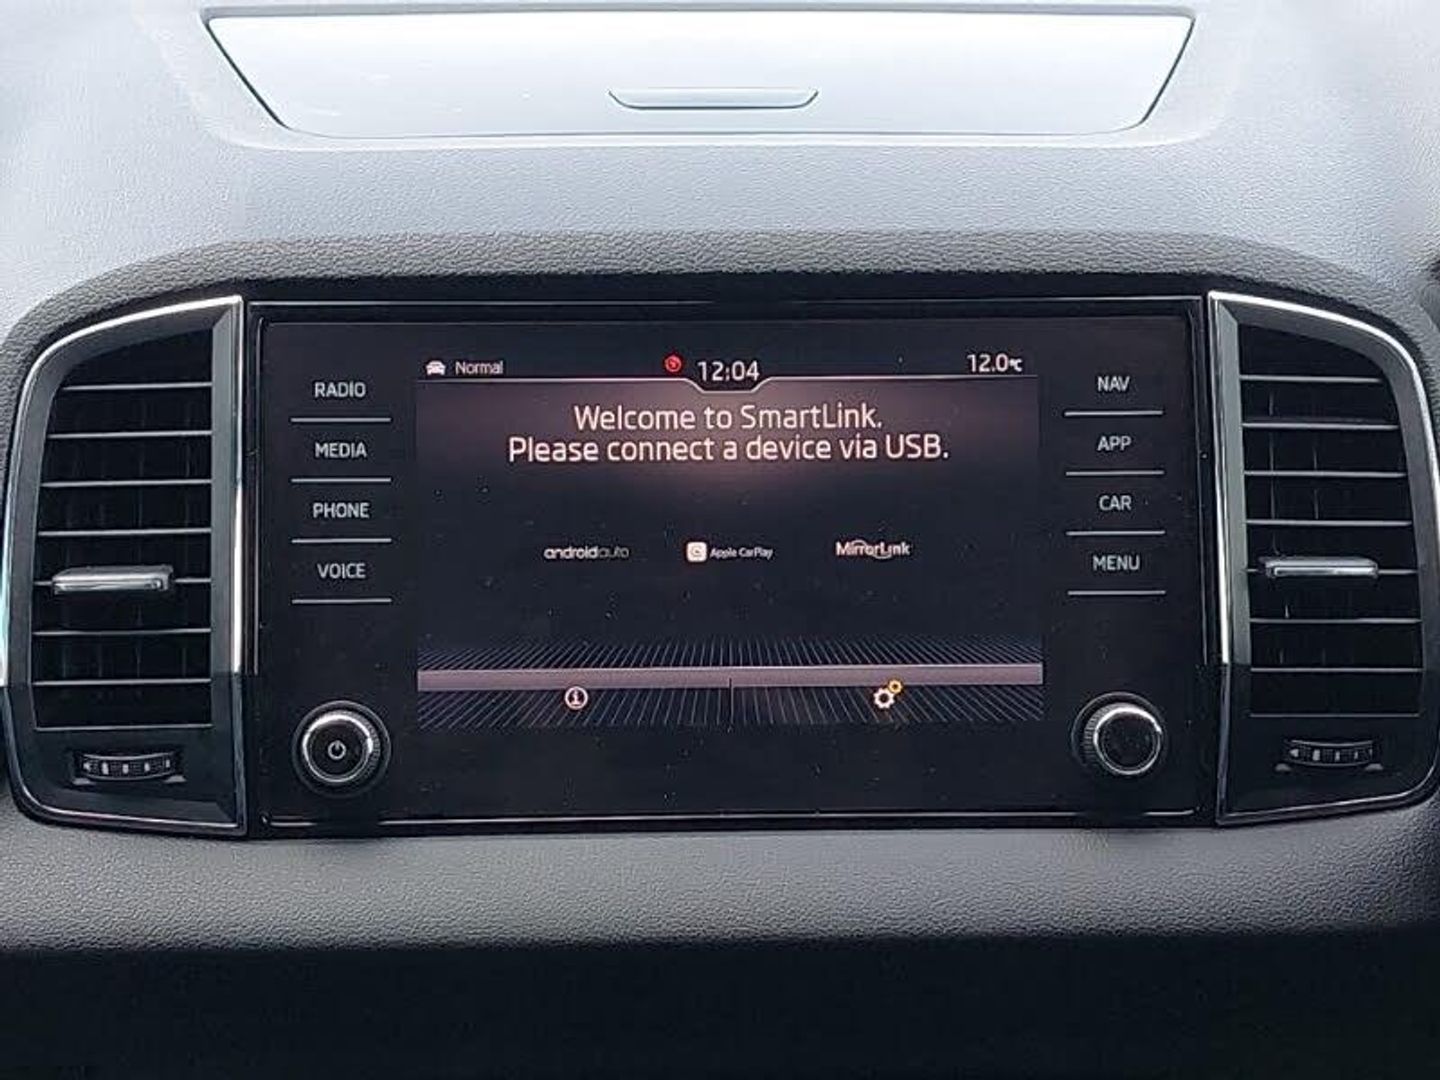 Normal
12:04
12.0℃
RADIO
MEDIA
PHONE
VOICE
Welcome to SmartLink.
Please connect a device via USB.
androidauto
Apple CarPlay
MirrorLink
NAV
APP
CAR
MENU